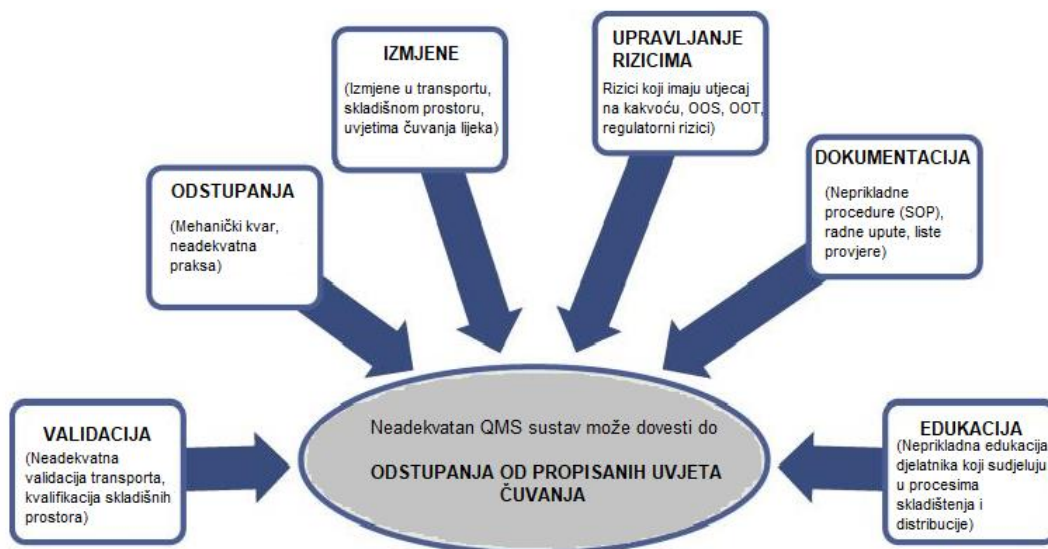 IZMJENE
(Izmjene u transportu,
skladišnom prostoru,
uvjetima čuvanja lijeka)
UPRAVLJANJE
RIZICIMA
Rizici koji imaju utjecaj
na kakvoću, OOS, OOT,
regulatorni rizici)
ODSTUPANJA
(Mehanički kvar,
neadekvatna
praksa)
DOKUMENTACIJA
(Neprikladne
procedure (SOP),
radne upute, liste
provjere)
VALIDACIJA
(Neadekvatna
validacija transporta,
kvalifikacija skladišnih
prostora)
Neadekvatan QMS sustav može dovesti do
ODSTUPANJA OD PROPISANIH UVJETA
ČUVANJA
EDUKACIJA
(Neprikladna edukacija
djelatnika koji sudjeluju
u procesima
skladištenja i
distribucije)